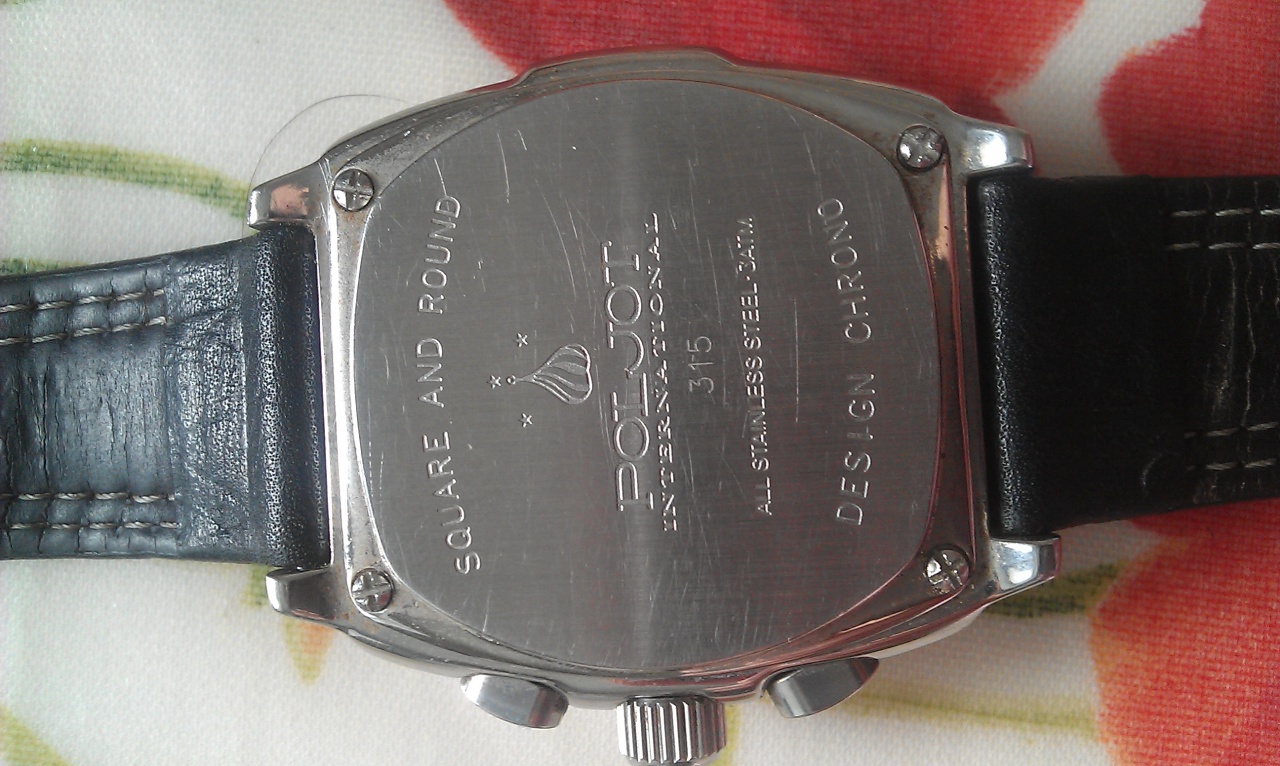 SQUARE AND ROUND
POLJOT
INTERNATIONAL
315
ALL STAINLESS STEEL·3ATM
DESIGN CHRONO